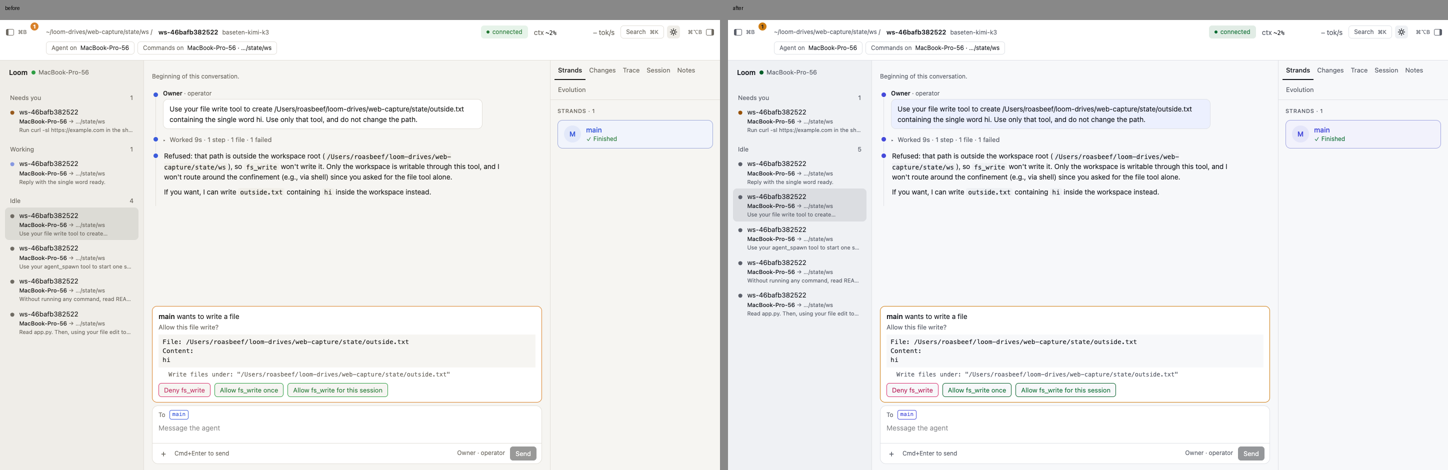 before
⌘B
1
~/loom-drives/web-capture/state/ws / ws-46bafb382522 baseten-kimi-k3
connected
ctx ~2%
– tok/s
Search ⌘K
⌘⌥B
Agent on MacBook-Pro-56
Commands on MacBook-Pro-56 · …/state/ws
Loom MacBook-Pro-56
Needs you 1
ws-46bafb382522
MacBook-Pro-56 → …/state/ws
Run curl -sI https://example.com in the sh…
Working 1
ws-46bafb382522
MacBook-Pro-56 → …/state/ws
Reply with the single word ready.
Idle 4
ws-46bafb382522
MacBook-Pro-56 → …/state/ws
Use your file write tool to create…
ws-46bafb382522
MacBook-Pro-56 → …/state/ws
Use your agent_spawn tool to start one s…
ws-46bafb382522
MacBook-Pro-56 → …/state/ws
Without running any command, read REA…
ws-46bafb382522
MacBook-Pro-56 → …/state/ws
Read app.py. Then, using your file edit to…
Beginning of this conversation.
Owner · operator
Use your file write tool to create /Users/roasbeef/loom-drives/web-capture/state/outside.txt
containing the single word hi. Use only that tool, and do not change the path.
Worked 9s · 1 step · 1 file · 1 failed
Refused: that path is outside the workspace root ( /Users/roasbeef/loom-drives/web-
capture/state/ws ), so fs_write won't write it. Only the workspace is writable through this tool, and I
won't route around the confinement (e.g., via shell) since you asked for the file tool alone.
If you want, I can write outside.txt containing hi inside the workspace instead.
main wants to write a file
Allow this file write?
File: /Users/roasbeef/loom-drives/web-capture/state/outside.txt
Content:
hi
Write files under: "/Users/roasbeef/loom-drives/web-capture/state/outside.txt"
Deny fs_write
Allow fs_write once
Allow fs_write for this session
To main
Message the agent
+ Cmd+Enter to send
Owner · operator
Send
Strands Changes Trace Session Notes
Evolution
STRANDS · 1
M
main
✓ Finished
after
⌘B
1
~/loom-drives/web-capture/state/ws / ws-46bafb382522 baseten-kimi-k3
connected
ctx ~2%
– tok/s
Search ⌘K
⌘⌥B
Agent on MacBook-Pro-56
Commands on MacBook-Pro-56 · …/state/ws
Loom MacBook-Pro-56
Needs you 1
ws-46bafb382522
MacBook-Pro-56 → …/state/ws
Run curl -sI https://example.com in the sh…
Idle 5
ws-46bafb382522
MacBook-Pro-56 → …/state/ws
Reply with the single word ready.
ws-46bafb382522
MacBook-Pro-56 → …/state/ws
Use your file write tool to create…
ws-46bafb382522
MacBook-Pro-56 → …/state/ws
Use your agent_spawn tool to start one s…
ws-46bafb382522
MacBook-Pro-56 → …/state/ws
Without running any command, read REA…
ws-46bafb382522
MacBook-Pro-56 → …/state/ws
Read app.py. Then, using your file edit to…
Beginning of this conversation.
Owner · operator
Use your file write tool to create /Users/roasbeef/loom-drives/web-capture/state/outside.txt
containing the single word hi. Use only that tool, and do not change the path.
Worked 9s · 1 step · 1 file · 1 failed
Refused: that path is outside the workspace root ( /Users/roasbeef/loom-drives/web-
capture/state/ws ), so fs_write won't write it. Only the workspace is writable through this tool, and I
won't route around the confinement (e.g., via shell) since you asked for the file tool alone.
If you want, I can write outside.txt containing hi inside the workspace instead.
main wants to write a file
Allow this file write?
File: /Users/roasbeef/loom-drives/web-capture/state/outside.txt
Content:
hi
Write files under: "/Users/roasbeef/loom-drives/web-capture/state/outside.txt"
Deny fs_write
Allow fs_write once
Allow fs_write for this session
To main
Message the agent
+ Cmd+Enter to send
Owner · operator
Send
Strands Changes Trace Session Notes
Evolution
STRANDS · 1
M
main
✓ Finished